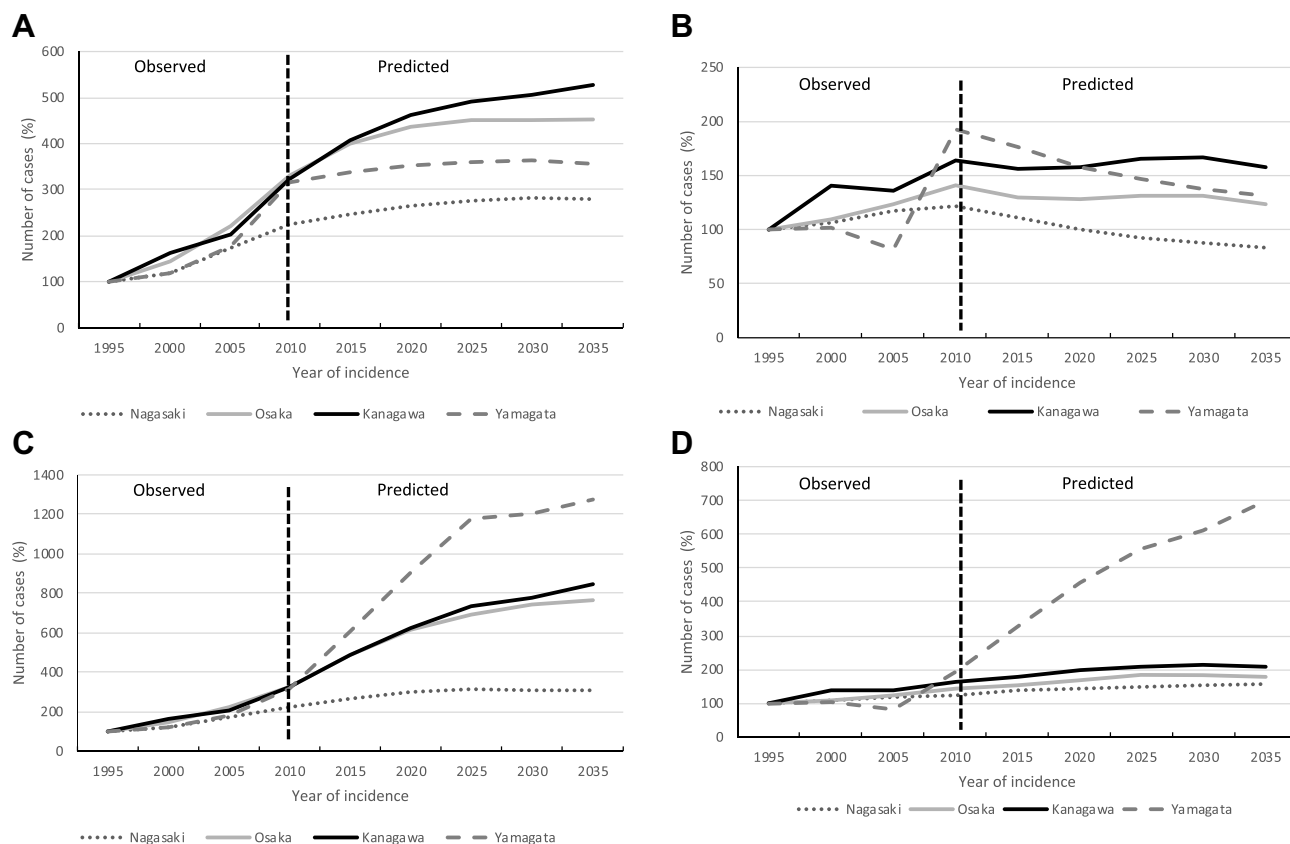 A
Number of cases (%)
600
500
400
300
200
100
0
Observed
Predicted
1995 2000 2005 2010 2015 2020 2025 2030 2035
Year of incidence
Nagasaki Osaka Kanagawa Yamagata
B
Number of cases (%)
250
200
150
100
50
0
Observed
Predicted
1995 2000 2005 2010 2015 2020 2025 2030 2035
Year of incidence
Nagasaki Osaka Kanagawa Yamagata
C
Number of cases (%)
1400
1200
1000
800
600
400
200
0
Observed
Predicted
1995 2000 2005 2010 2015 2020 2025 2030 2035
Year of incidence
Nagasaki Osaka Kanagawa Yamagata
D
Number of cases (%)
800
700
600
500
400
300
200
100
0
Observed
Predicted
1995 2000 2005 2010 2015 2020 2025 2030 2035
Year of incidence
Nagasaki Osaka Kanagawa Yamagata